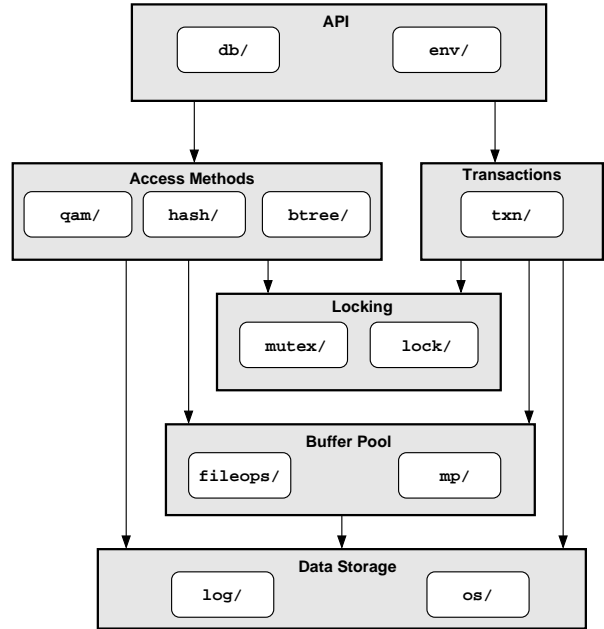 API
db/ env/
Access Methods
qam/ hash/ btree/
Transactions
txn/
Locking
mutex/ lock/
Buffer Pool
fileops/ mp/
Data Storage
log/ os/